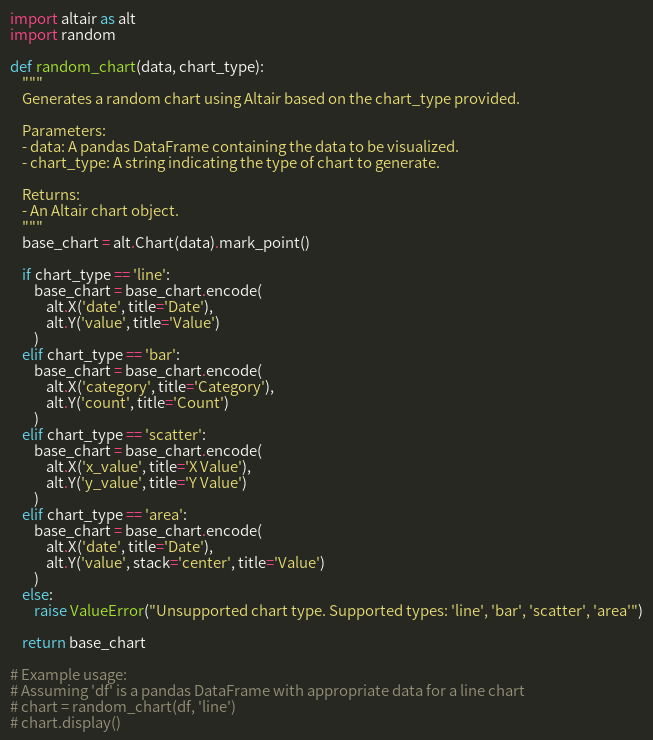 import altair as alt
import random

def random_chart(data, chart_type):
    """
    Generates a random chart using Altair based on the chart_type provided.

    Parameters:
    - data: A pandas DataFrame containing the data to be visualized.
    - chart_type: A string indicating the type of chart to generate.

    Returns:
    - An Altair chart object.
    """
    base_chart = alt.Chart(data).mark_point()

    if chart_type == 'line':
        base_chart = base_chart.encode(
            alt.X('date', title='Date'),
            alt.Y('value', title='Value')
        )
    elif chart_type == 'bar':
        base_chart = base_chart.encode(
            alt.X('category', title='Category'),
            alt.Y('count', title='Count')
        )
    elif chart_type == 'scatter':
        base_chart = base_chart.encode(
            alt.X('x_value', title='X Value'),
            alt.Y('y_value', title='Y Value')
        )
    elif chart_type == 'area':
        base_chart = base_chart.encode(
            alt.X('date', title='Date'),
            alt.Y('value', stack='center', title='Value')
        )
    else:
        raise ValueError("Unsupported chart type. Supported types: 'line', 'bar', 'scatter', 'area'")

    return base_chart

# Example usage:
# Assuming 'df' is a pandas DataFrame with appropriate data for a line chart
# chart = random_chart(df, 'line')
# chart.display()